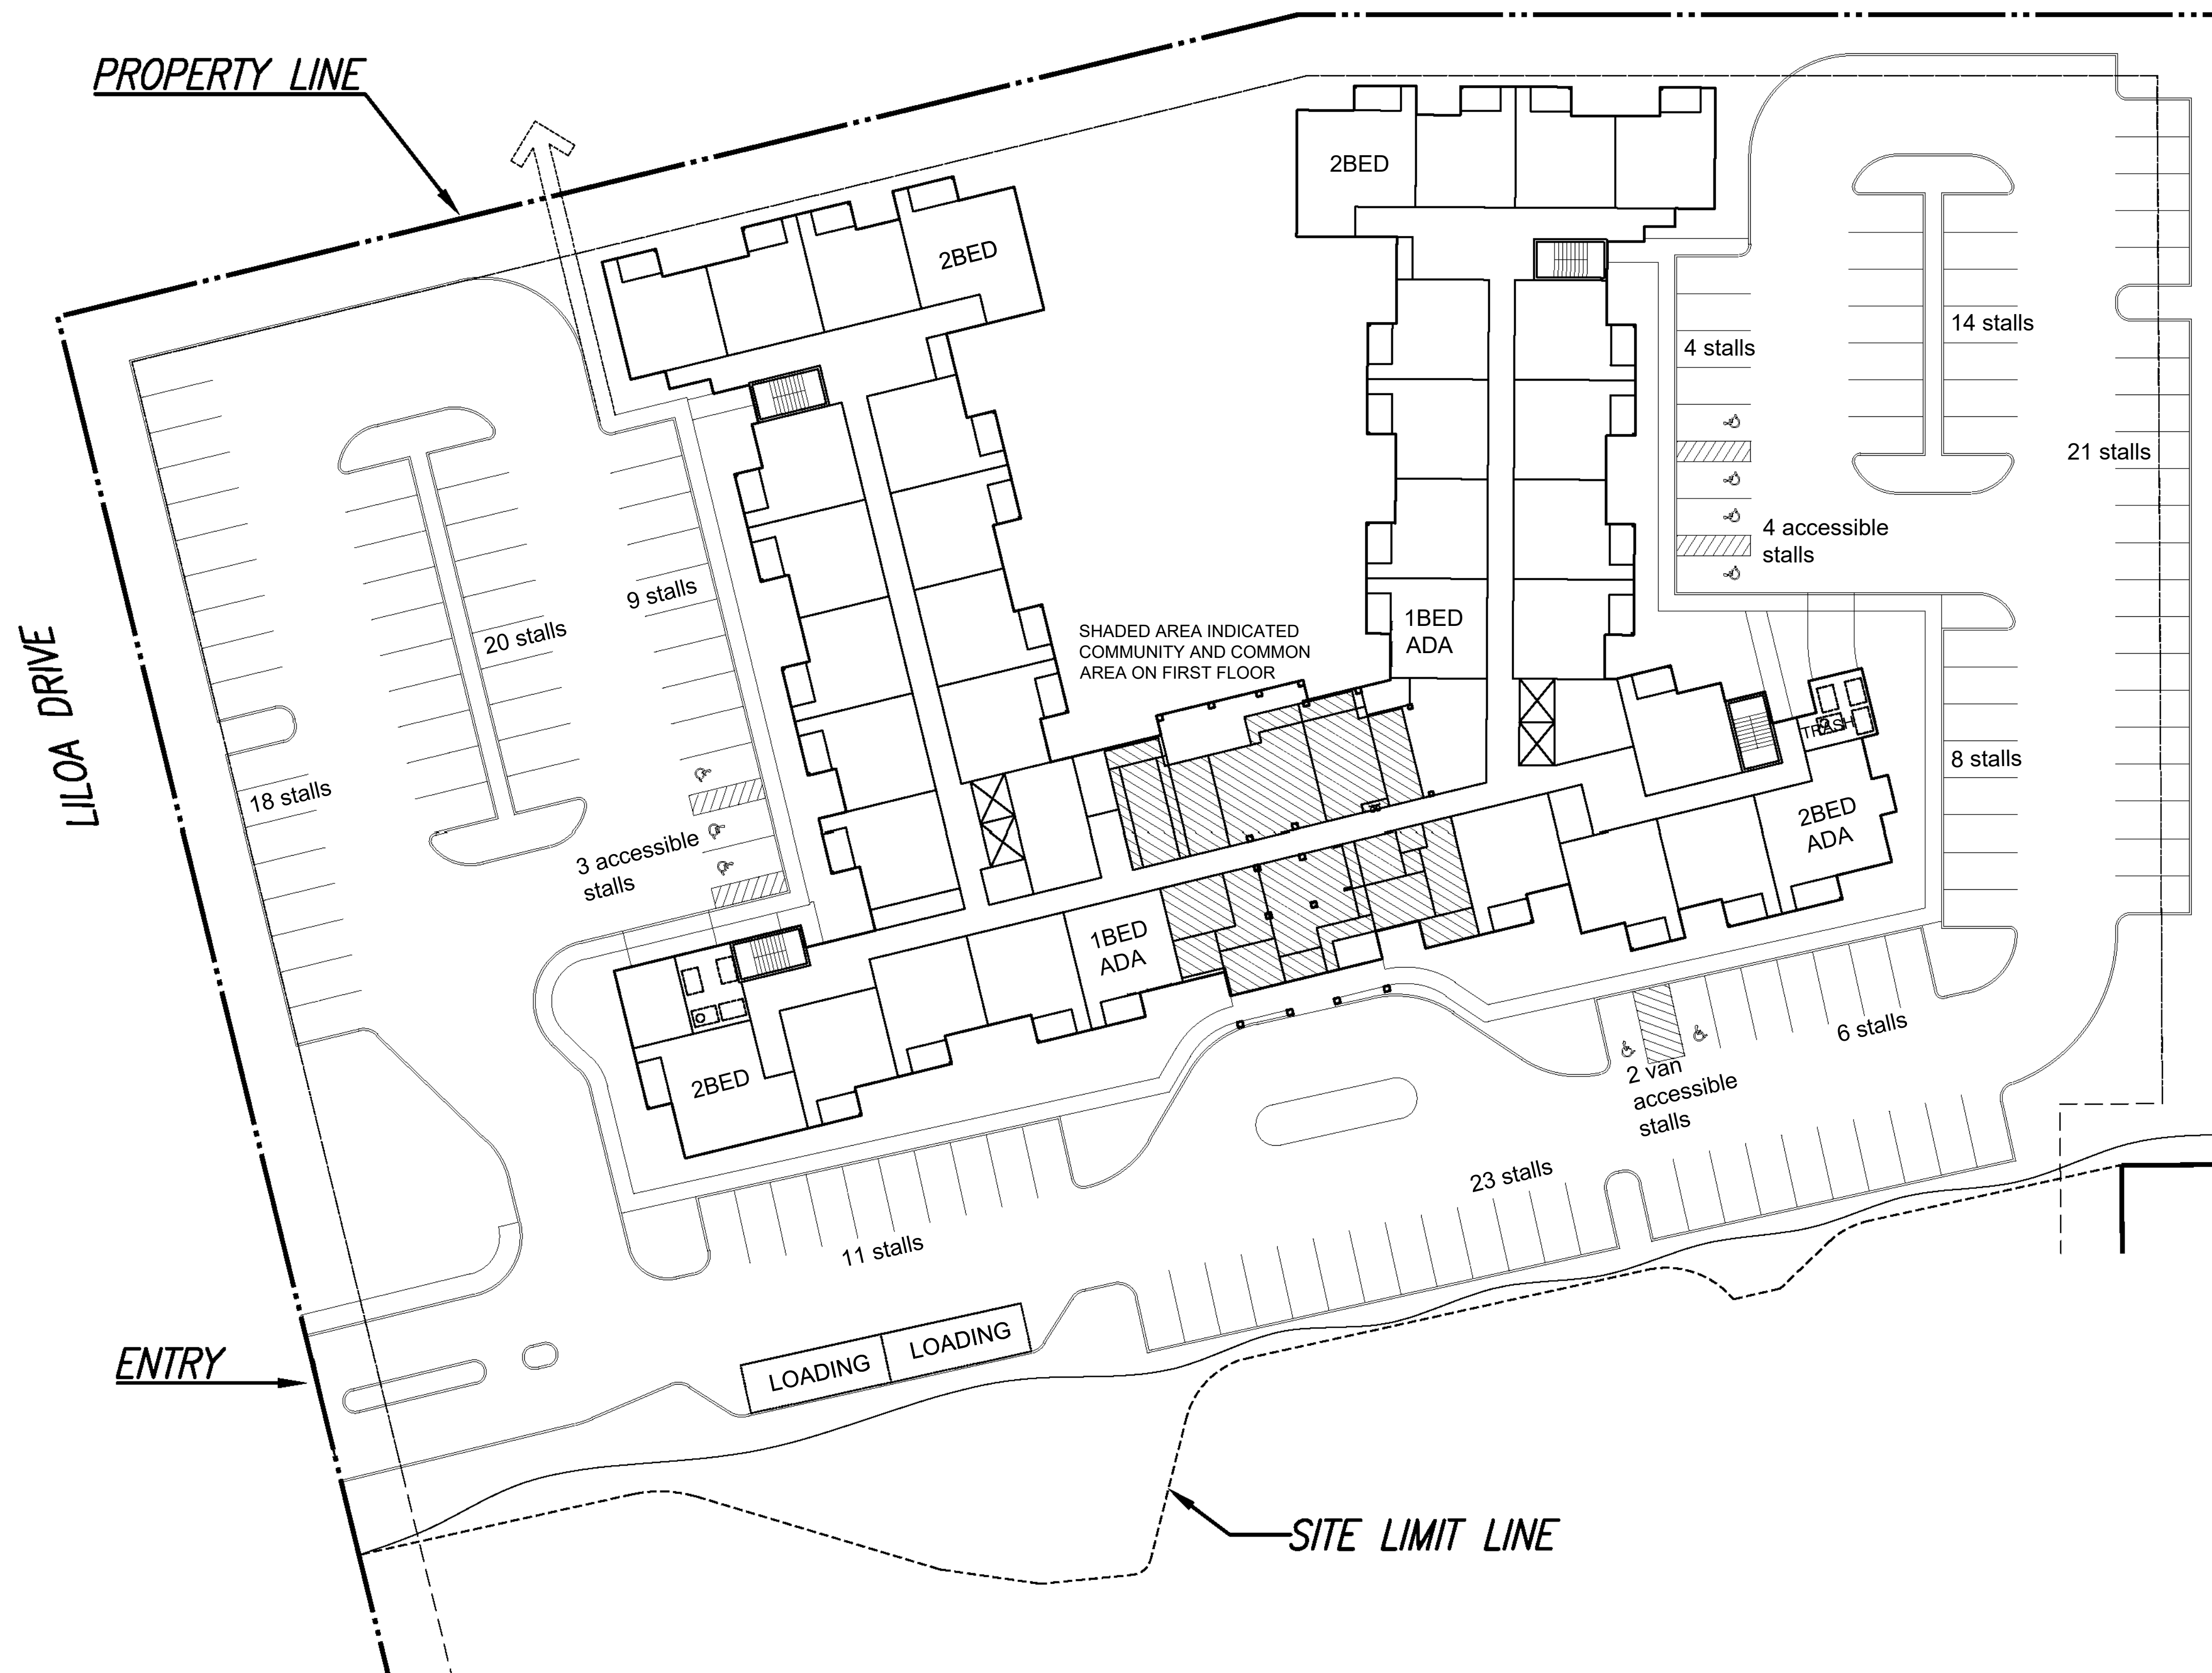 PROPERTY LINE
2BED
2BED
14 stalls
4 stalls
21 stalls
4 accessible
stalls
9 stalls
20 stalls
1BED
ADA
SHADED AREA INDICATED
COMMUNITY AND COMMON
AREA ON FIRST FLOOR
LILOA DRIVE
TRASH
8 stalls
18 stalls
3 accessible
stalls
2BED
ADA
1BED
ADA
6 stalls
2BED
2 van
accessible
stalls
23 stalls
11 stalls
LOADING
LOADING
ENTRY
SITE LIMIT LINE